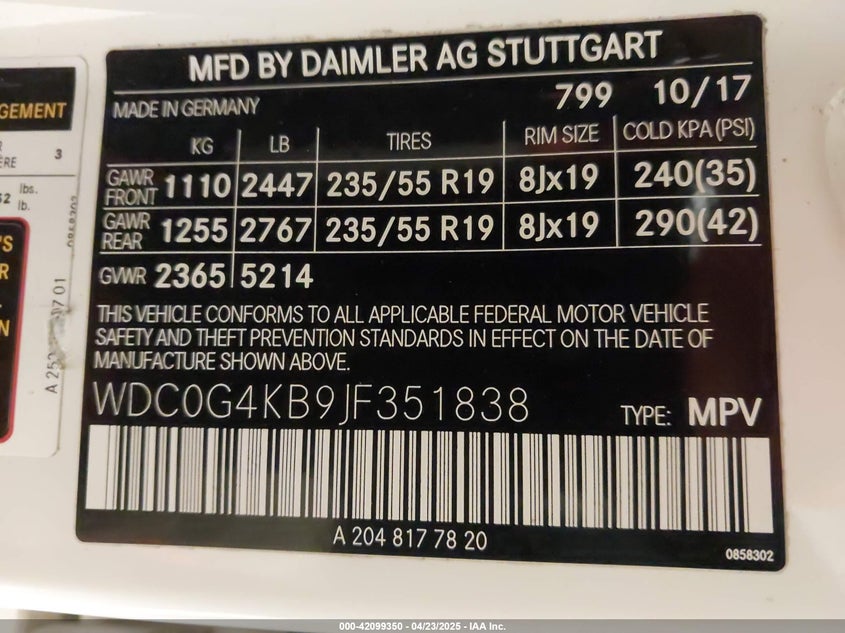 MFD BY DAIMLER AG STUTTGART
MADE IN GERMANY 799 10/17
KG LB TIRES RIM SIZE COLD KPA(PSI)
GAWR FRONT 1110 2447 235/55 R19 8Jx19 240(35)
GAWR REAR 1255 2767 235/55 R19 8Jx19 290(42)
GVWR 2365 5214
THIS VEHICLE CONFORMS TO ALL APPLICABLE FEDERAL MOTOR VEHICLE
SAFETY AND THEFT PREVENTION STANDARDS IN EFFECT ON THE DATE OF
MANUFACTURE SHOWN ABOVE.
WDC0G4KB9JF351838 TYPE: MPV
A 204 817 78 20
0858302
3
lbs.
lb.
0858302
000-42099350 - 04/23/2025 - IAA Inc.